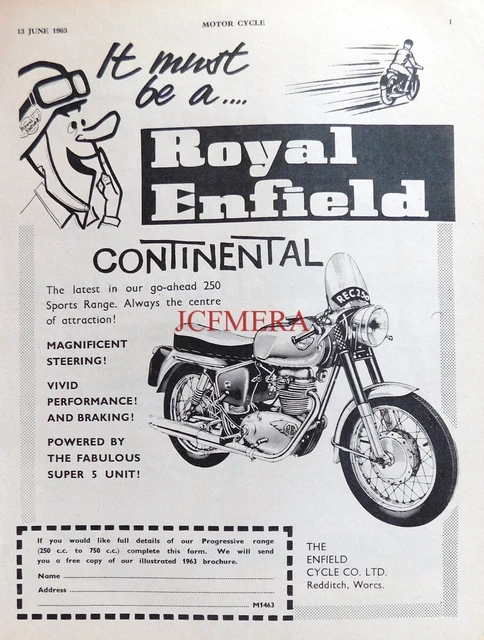 13 JUNE 1963
MOTOR CYCLE
1
It must
be a....
Royal
Enfield
CONTINENTAL
The latest in our go-ahead 250
Sports Range. Always the centre
of attraction!
JCFMERA
MAGNIFICENT
STEERING!
VIVID
PERFORMANCE!
AND BRAKING!
POWERED BY
THE FABULOUS
SUPER 5 UNIT!
If you would like full details of our Progressive range
(250 c.c. to 750 c.c.) complete this form. We will send
you a free copy of our illustrated 1963 brochure.
Name
Address
M1463
THE
ENFIELD
CYCLE CO. LTD.
Redditch, Worcs.